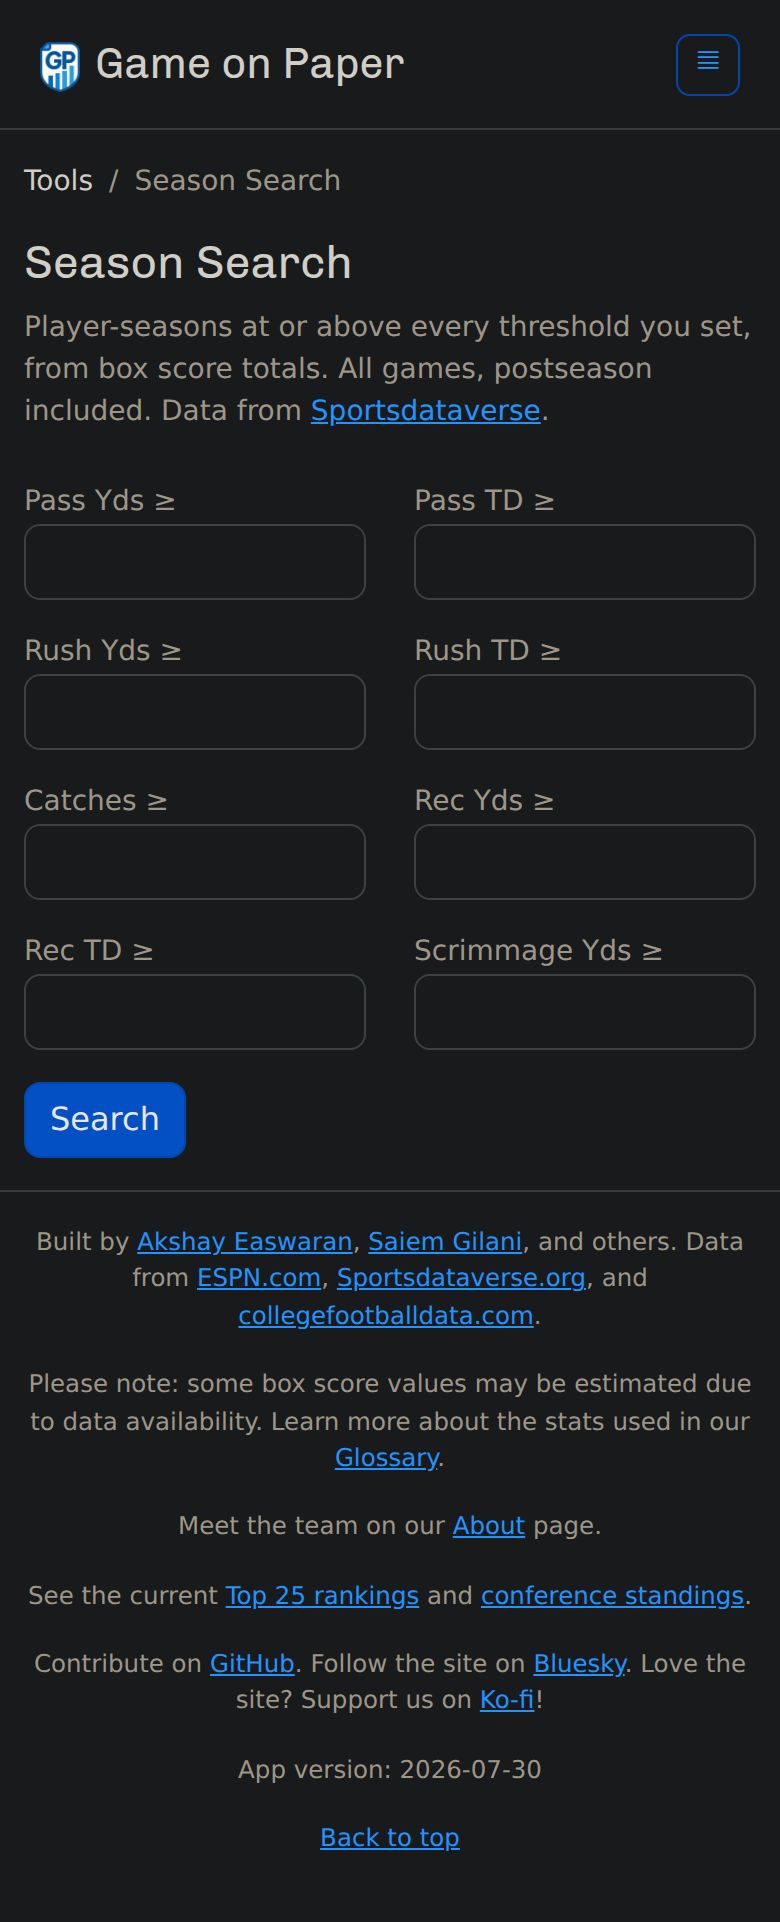 GP Game on Paper
Tools / Season Search
Season Search
Player-seasons at or above every threshold you set,
from box score totals. All games, postseason
included. Data from Sportsdataverse.
Pass Yds ≥ Pass TD ≥
Rush Yds ≥ Rush TD ≥
Catches ≥ Rec Yds ≥
Rec TD ≥ Scrimmage Yds ≥
Search
Built by Akshay Easwaran, Saiem Gilani, and others. Data
from ESPN.com, Sportsdataverse.org, and
collegefootballdata.com.
Please note: some box score values may be estimated due
to data availability. Learn more about the stats used in our
Glossary.
Meet the team on our About page.
See the current Top 25 rankings and conference standings.
Contribute on GitHub. Follow the site on Bluesky. Love the
site? Support us on Ko-fi!
App version: 2026-07-30
Back to top